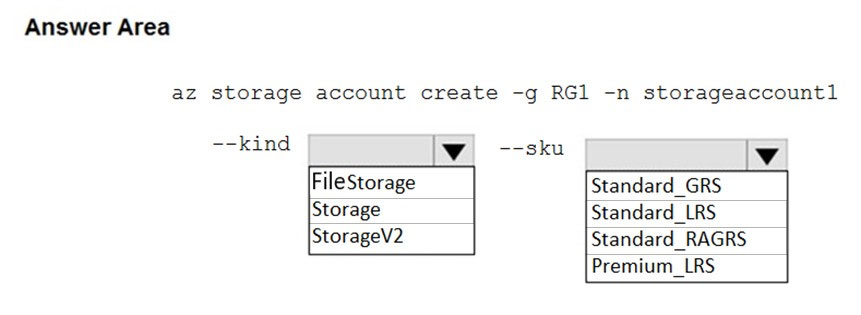 Answer Area
az storage account create -g RG1 -n storageaccount1
--kind --sku
FileStorage
Storage
StorageV2
Standard_GRS
Standard_LRS
Standard_RAGRS
Premium_LRS